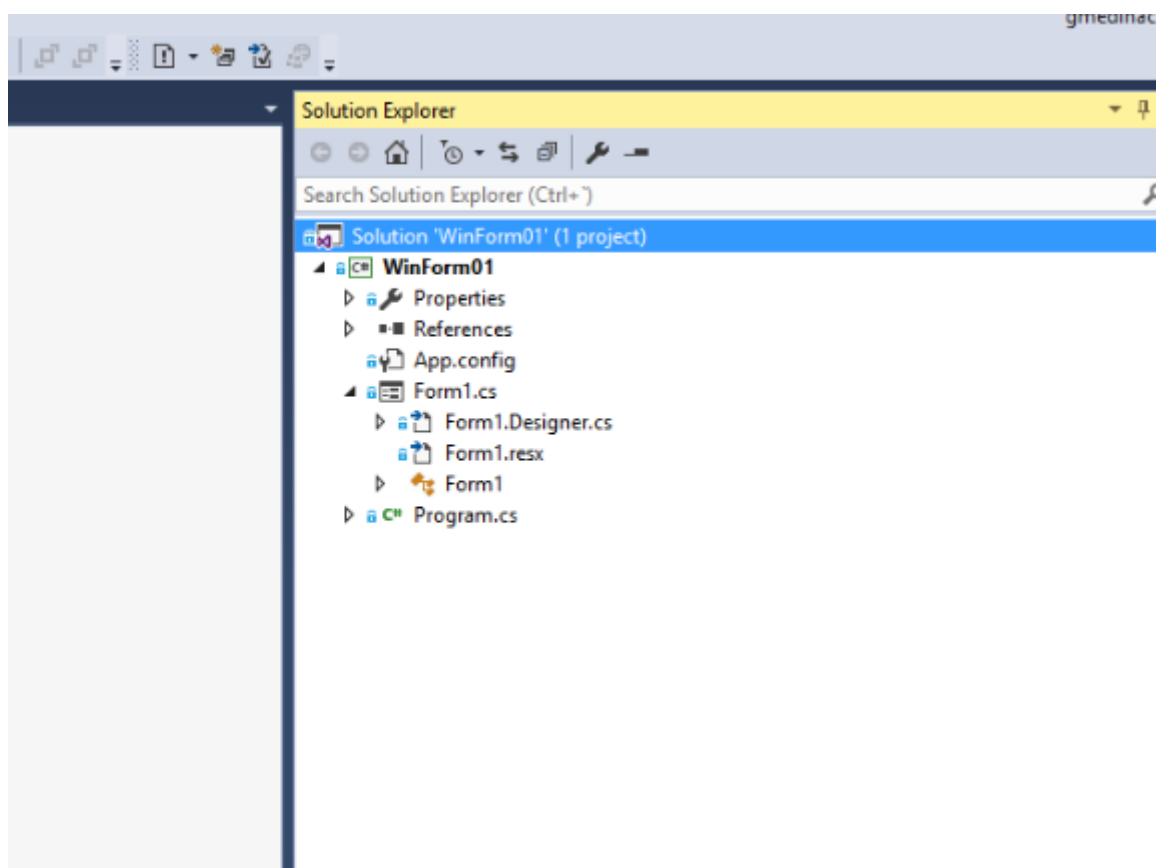 gmedinac
Solution Explorer
Search Solution Explorer (Ctrl+`)
Solution 'WinForm01' (1 project)
C# WinForm01
Properties
References
App.config
Form1.cs
Form1.Designer.cs
Form1.resx
Form1
C# Program.cs